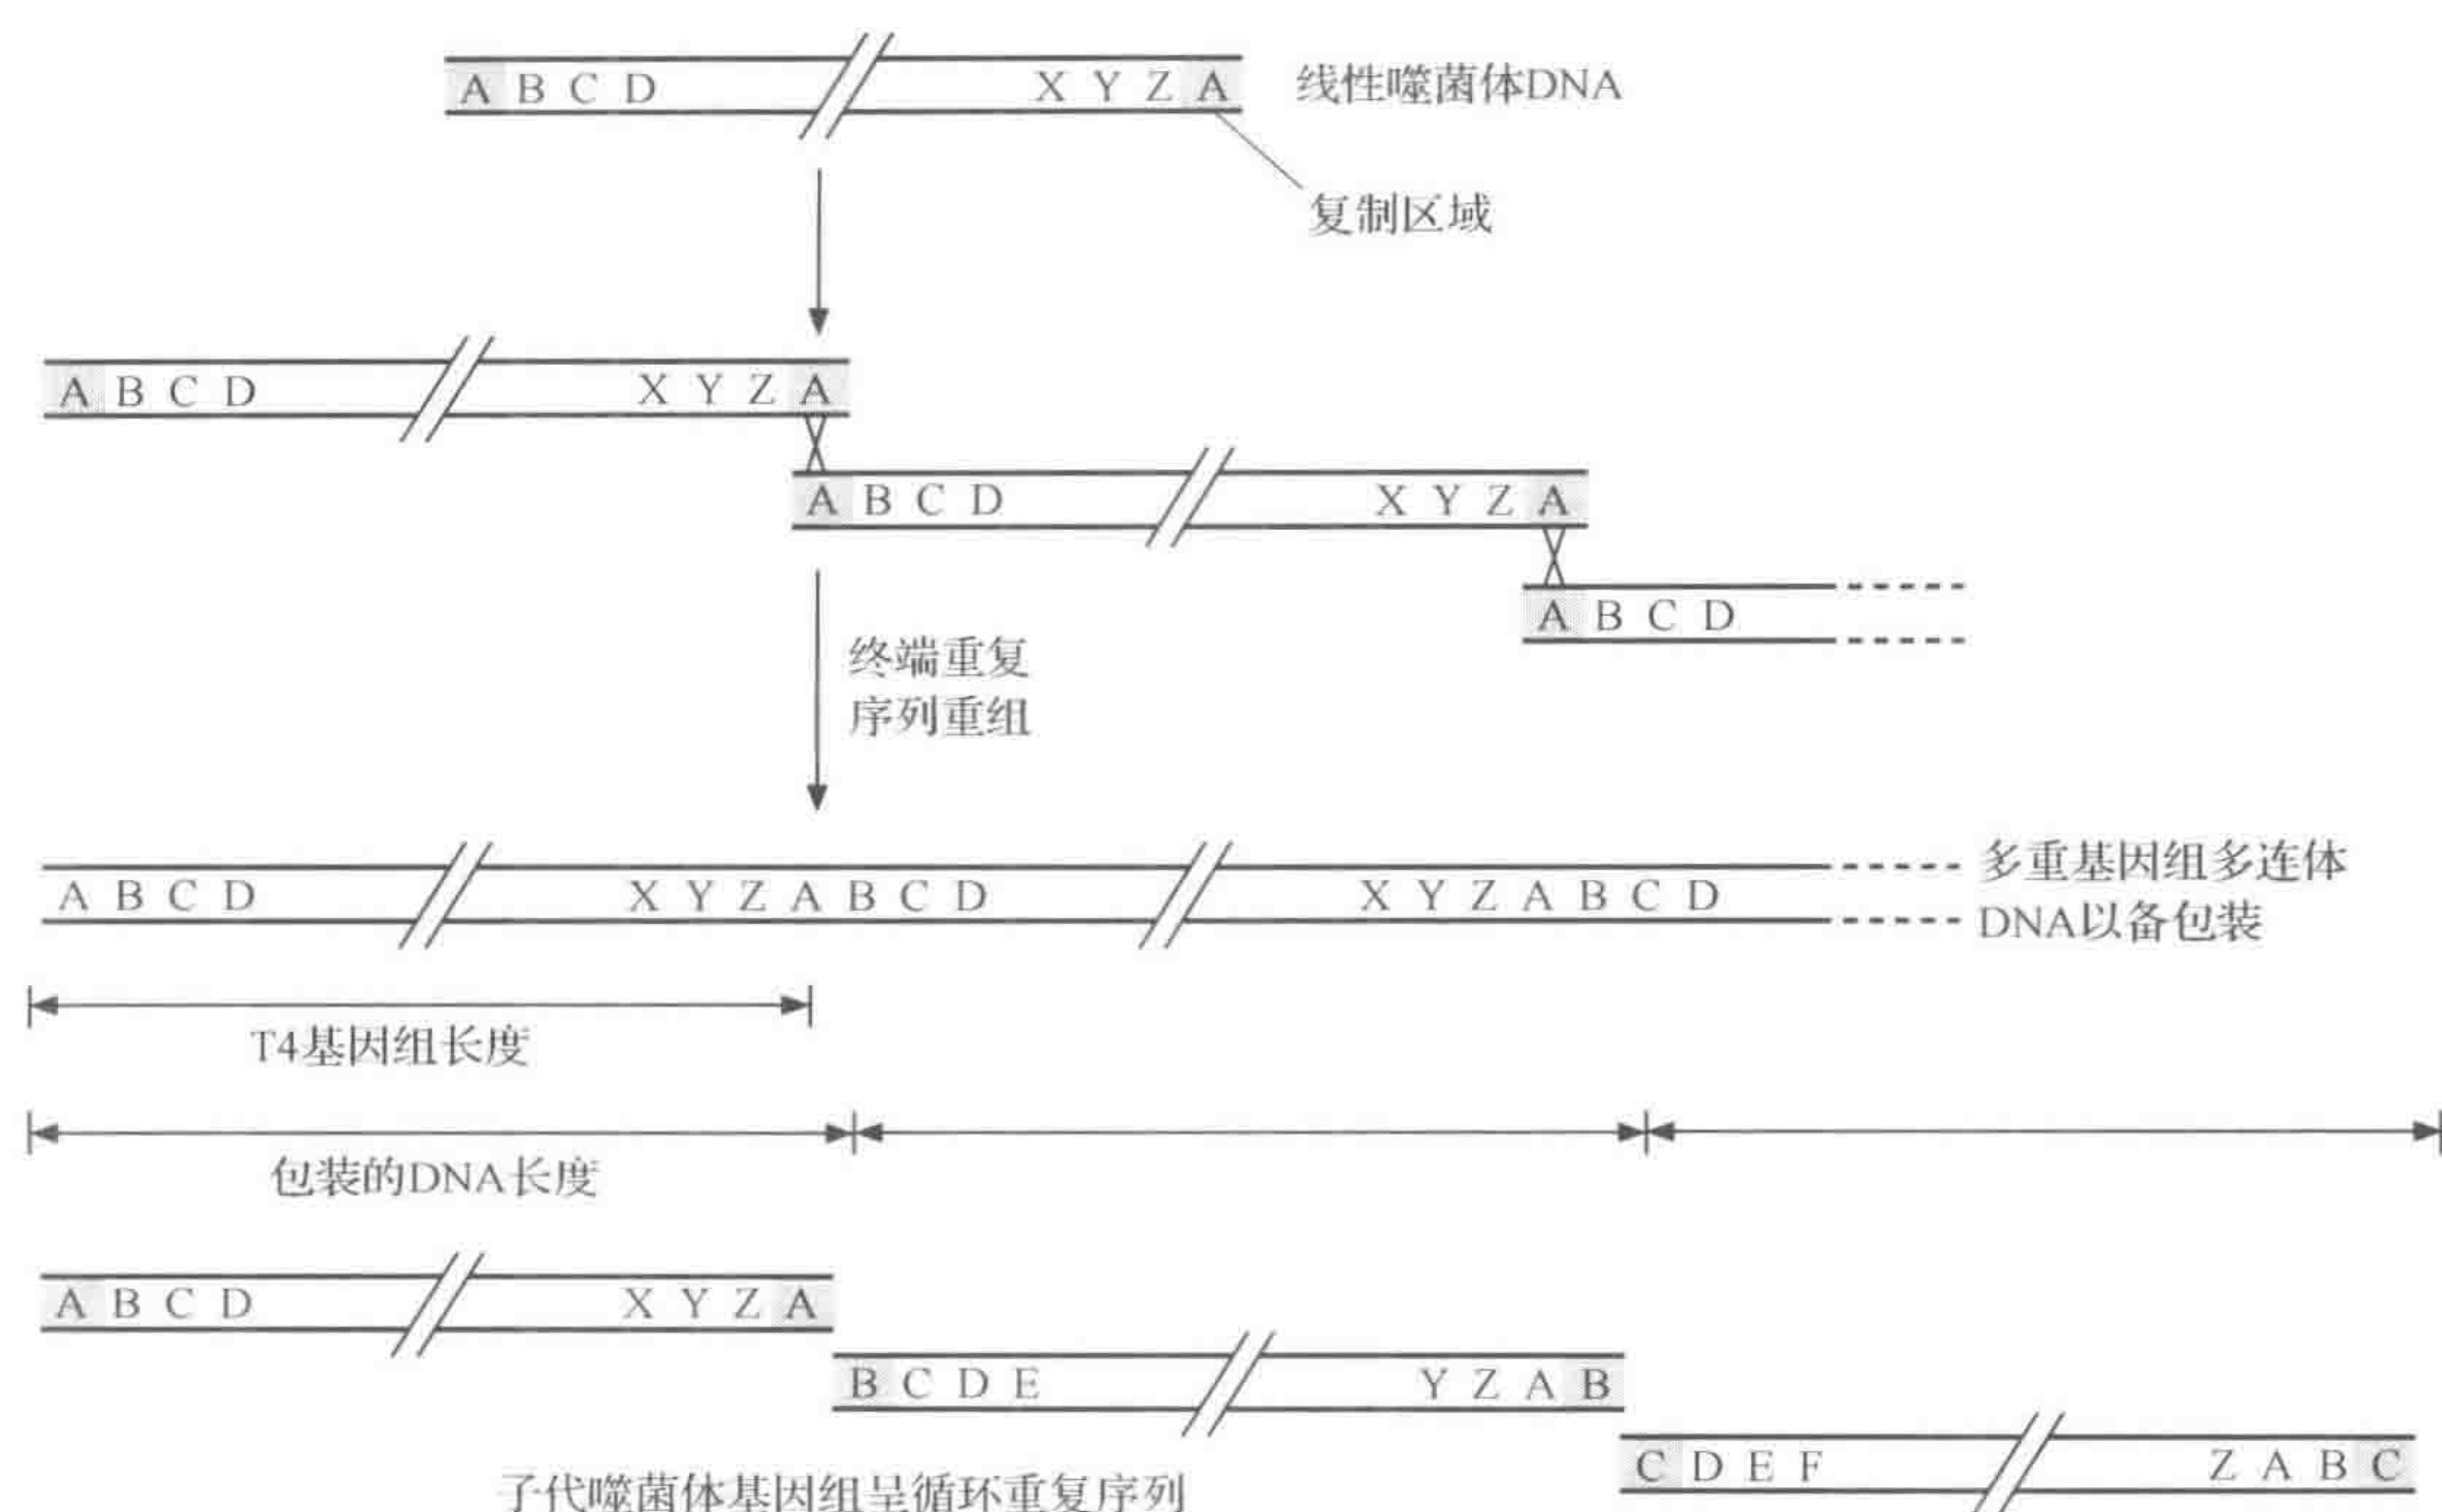 A B C D X Y Z A 线性噬菌体DNA
复制区域
A B C D X Y Z A
A B C D X Y Z A
A B C D
终端重复
序列重组
A B C D X Y Z A B C D X Y Z A B C D
多重基因组多连体
DNA以备包装
T4基因组长度
包装的DNA长度
A B C D X Y Z A
B C D E Y Z A B
C D E F Z A B C
子代噬菌体基因组呈循环重复序列